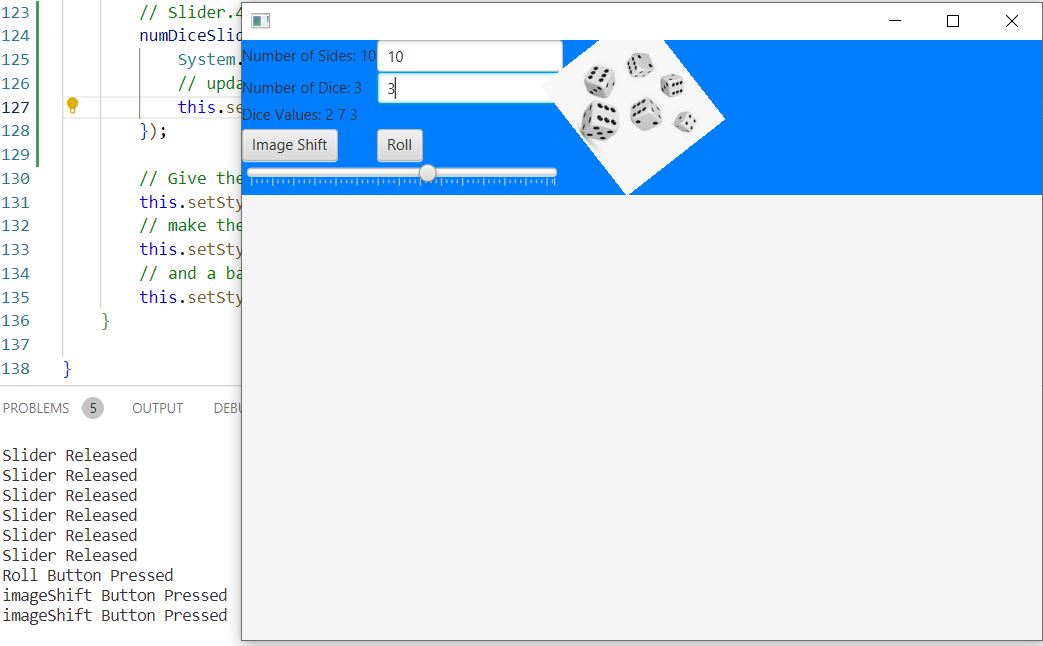 123 // Slider.4
124 numDiceSlid
125 System.
126 // upda
127 this.se
128 });
129
130 // Give the
131 this.setSty
132 // make the
133 this.setSty
134 // and a ba
135 this.setSty
136 }
137
138 }
PROBLEMS 5 OUTPUT DEBU
Slider Released
Slider Released
Slider Released
Slider Released
Slider Released
Slider Released
Roll Button Pressed
imageShift Button Pressed
imageShift Button Pressed
Number of Sides: 10 10
Number of Dice: 3 3
Dice Values: 2 7 3
Image Shift Roll